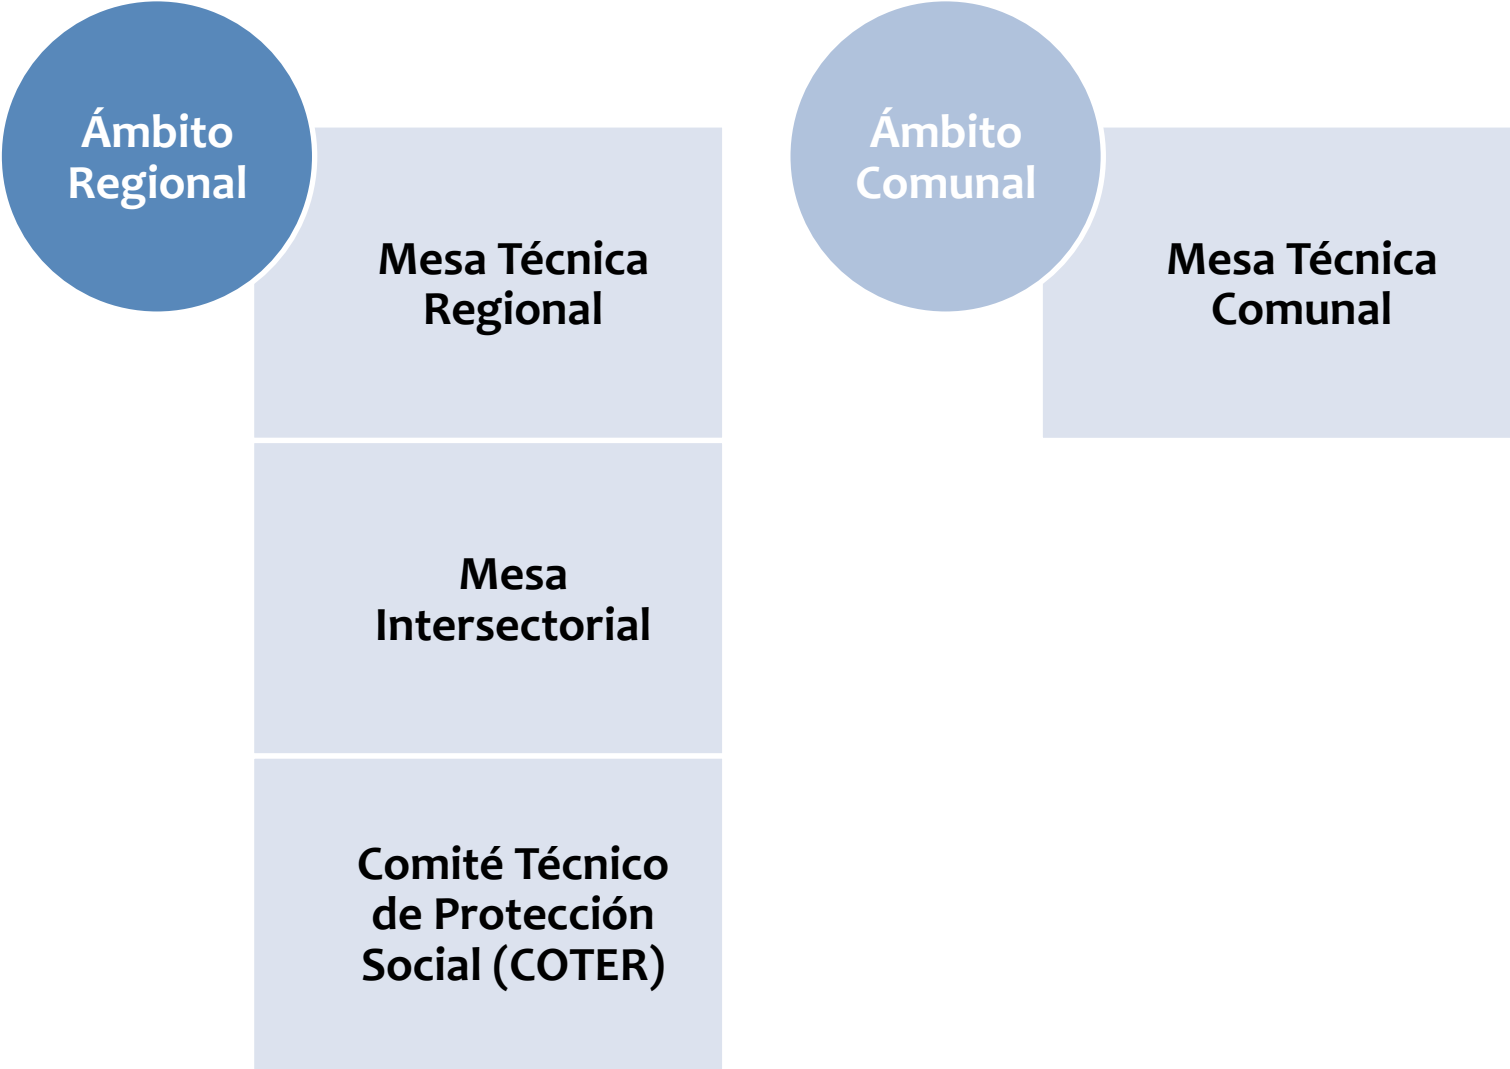 Ámbito
Regional
Mesa Técnica
Regional
Mesa
Intersectorial
Comité Técnico
de Protección
Social (COTER)
Ámbito
Comunal
Mesa Técnica
Comunal